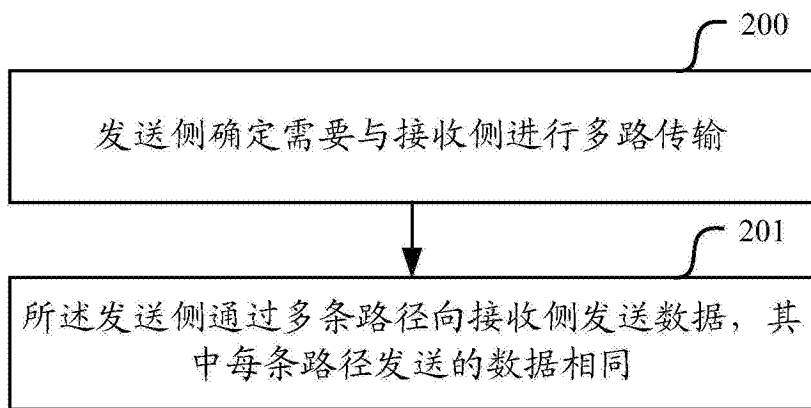 200
发送侧确定需要与接收侧进行多路传输
201
所述发送侧通过多条路径向接收侧发送数据，其
中每条路径发送的数据相同